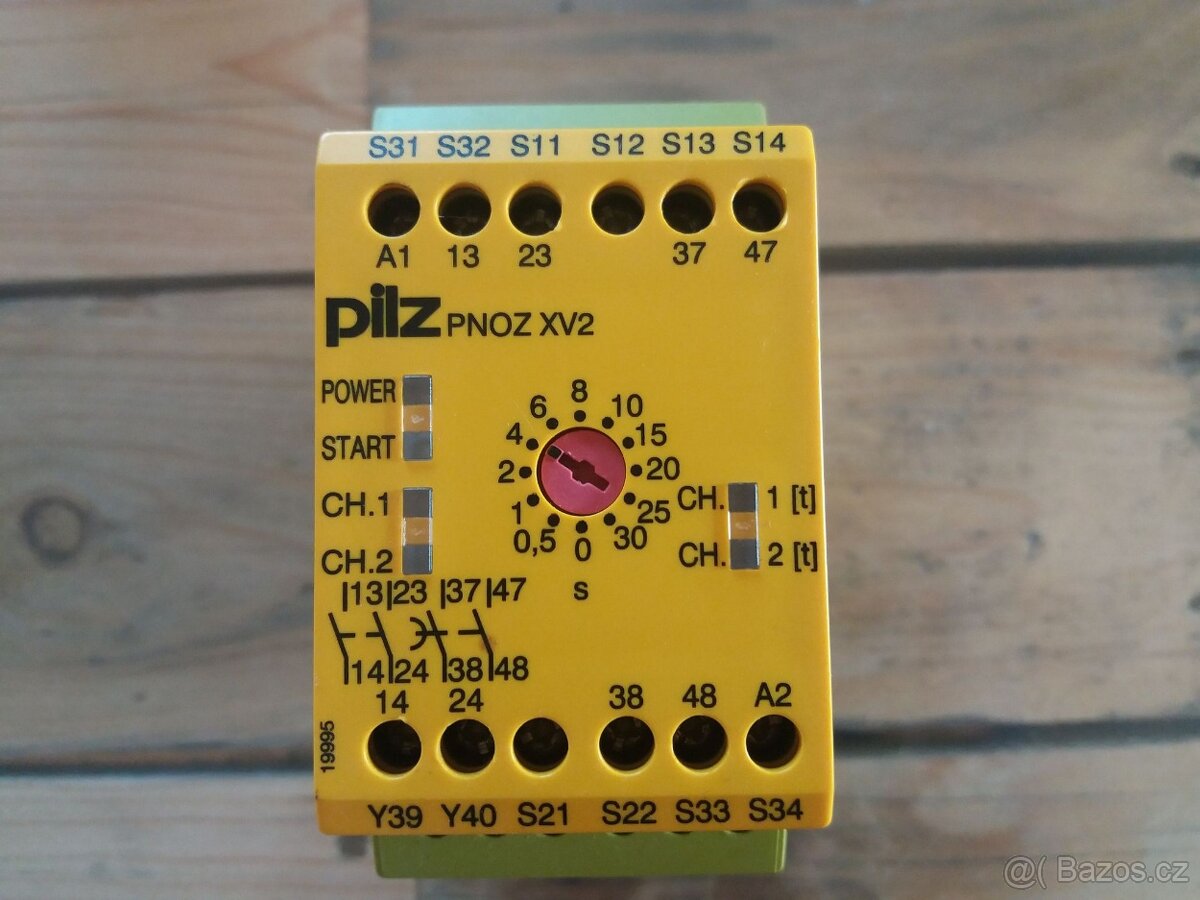 S31 S32 S11 S12 S13 S14
A1 13 23 37 47
pilz PNOZ XV2
POWER
START
CH.1
CH.2
8
6 10
4 15
2 20
1 25
0,5 30
0
s
CH. 1 [t]
CH. 2 [t]
13 23 37 47
14 24 38 48
14 24 38 48 A2
19995
Y39 Y40 S21 S22 S33 S34
@( Bazos.cz